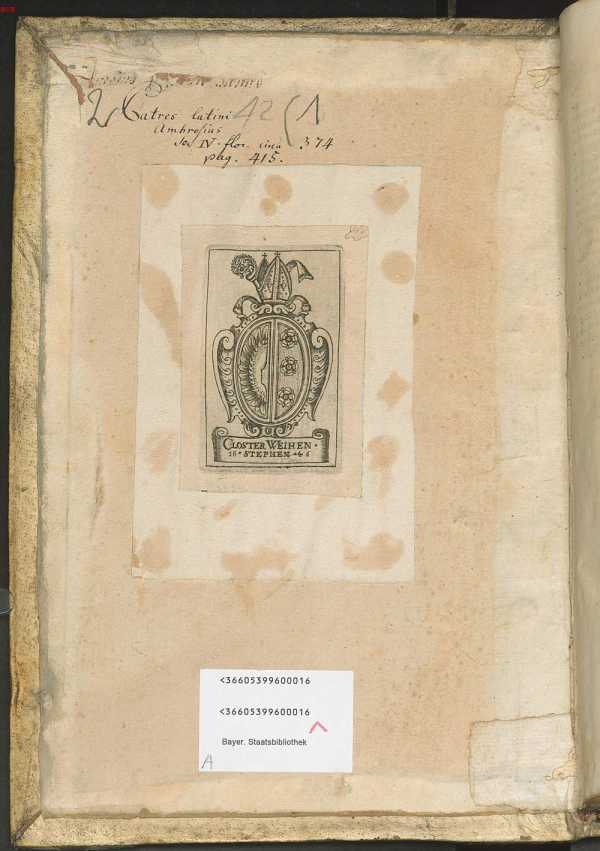 2 Patres latini 42 ( 1
Ambrosius
Sec IV. flor. circa 374
pag. 415.
CLOSTER WEIHEN
16 • STEPHEN • 46
<36605399600016
<36605399600016
Bayer. Staatsbibliothek
A